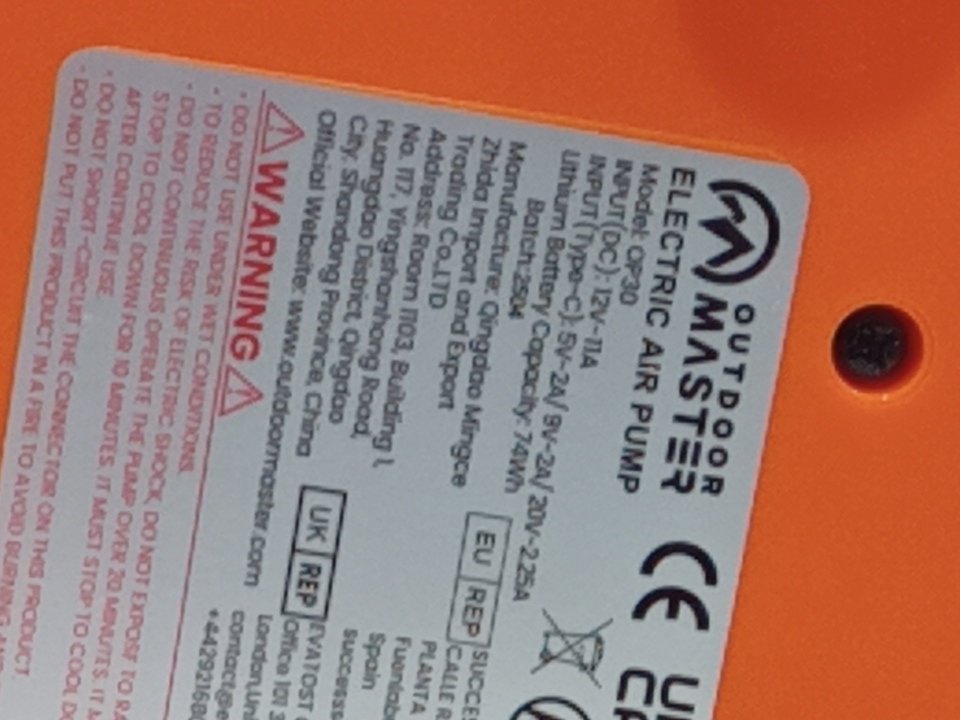 OUTDOOR
MASTER
ELECTRIC AIR PUMP
Model: OP30
INPUT(DC): 12V⎓11A
INPUT(Type-C): 5V⎓2A/ 9V⎓2A/ 20V⎓2.25A
Lithium Battery Capacity: 74Wh
Batch:2504
Manufacture: Qingdao Mingce
Zhida Import and Export
Trading Co.,LTD
Address: Room 1103, Building 1,
No. 117, Yingshanhong Road,
Huangdao District, Qingdao
City, Shandong Province, China
Official Website: www.outdoormaster.com
WARNING
• DO NOT USE UNDER WET CONDITIONS.
• TO REDUCE THE RISK OF ELECTRIC SHOCK, DO NOT EXPOSE TO
• DO NOT CONTINUOUS OPERATE THE PUMP OVER 20 MINUTES. IT
STOP TO COOL DOWN FOR 10 MINUTES. IT MUST STOP TO COOL
AFTER CONTINUE USE.
• DO NOT SHORT-CIRCUIT THE CONNECTOR ON THIS PRODUCT
• DO NOT PUT THIS PRODUCT IN A FIRE TO AVOID BURNING
CE
EU REP
SUCCES
CALLE
PLANTA
Fuenlab
Spain
success
UK REP
EVATOST
Office 101 3
London,Uni
contact@e